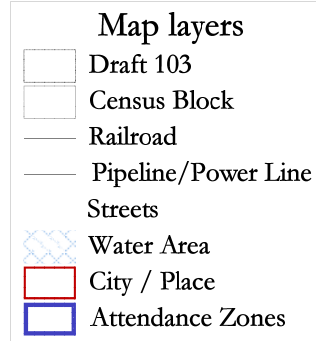 Map layers
Draft 103
Census Block
Railroad
Pipeline/Power Line
Streets
Water Area
City / Place
Attendance Zones